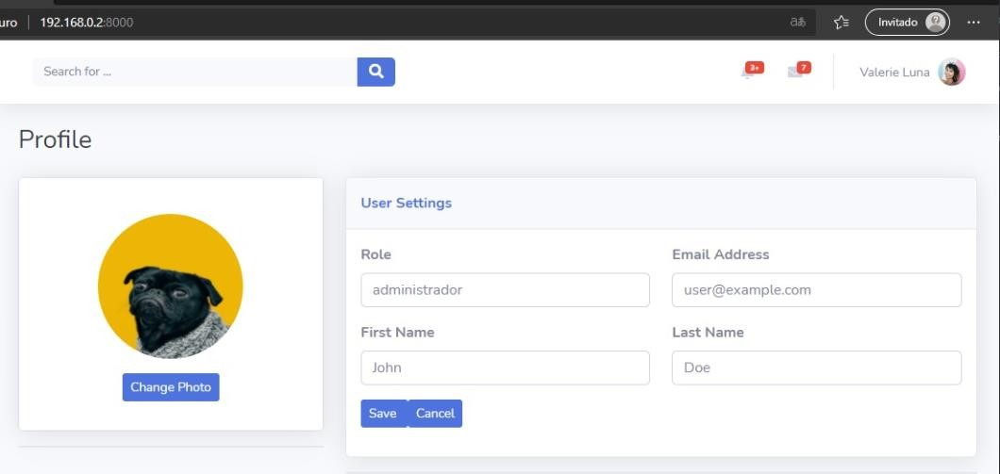 uro 192.168.0.2:8000 Invitado
Search for ... 3+ 7 Valerie Luna
Profile
User Settings
Role Email Address
administrador user@example.com
First Name Last Name
John Doe
Change Photo
Save Cancel